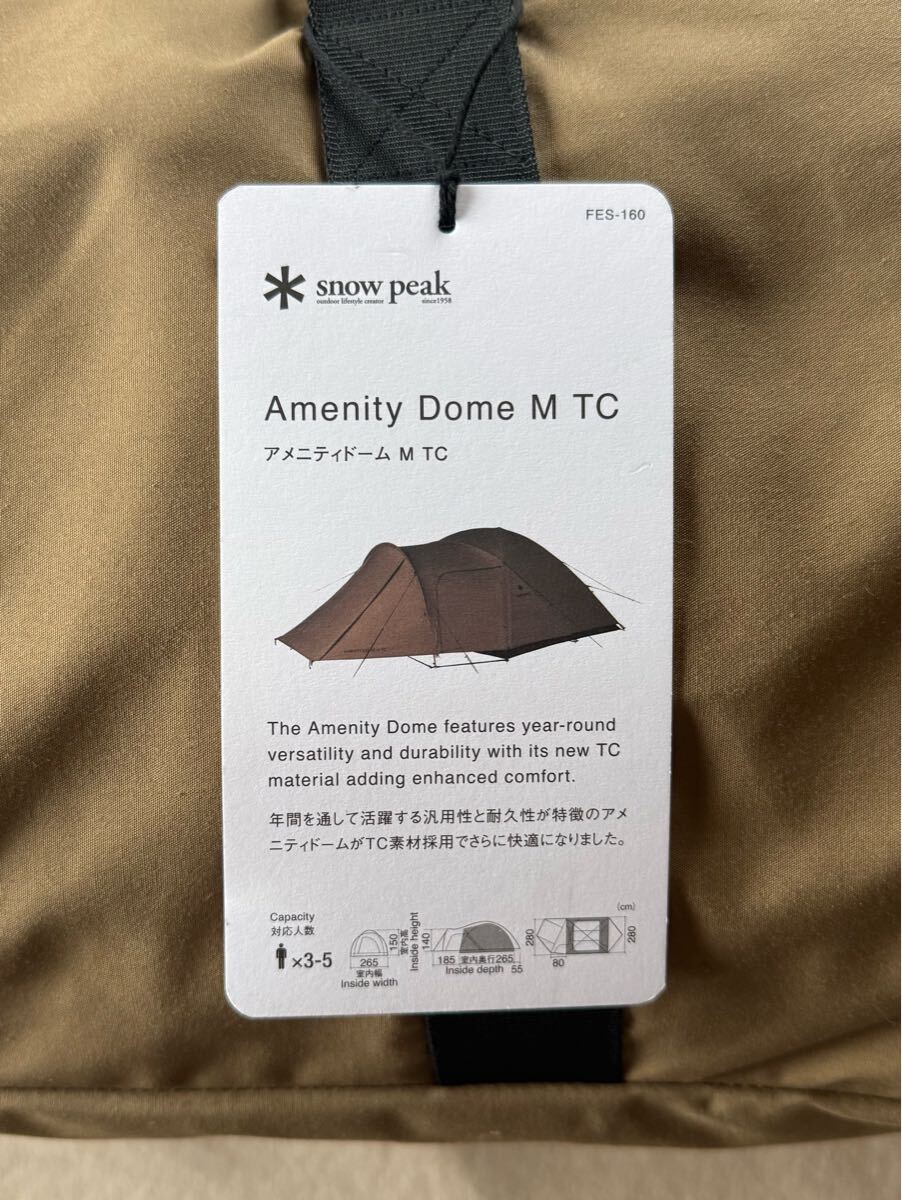 FES-160
snow peak
outdoor lifestyle creator since1958
Amenity Dome M TC
アメニティドーム M TC
The Amenity Dome features year-round
versatility and durability with its new TC
material adding enhanced comfort.
年間を通して活躍する汎用性と耐久性が特徴のアメ
ニティドームがTC素材採用でさらに快適になりました。
Capacity
対応人数
×3-5
265
150
室内幅
Inside width
室内高
Inside height
140
185 室内奥行265 55
Inside depth
(cm)
280
280
80